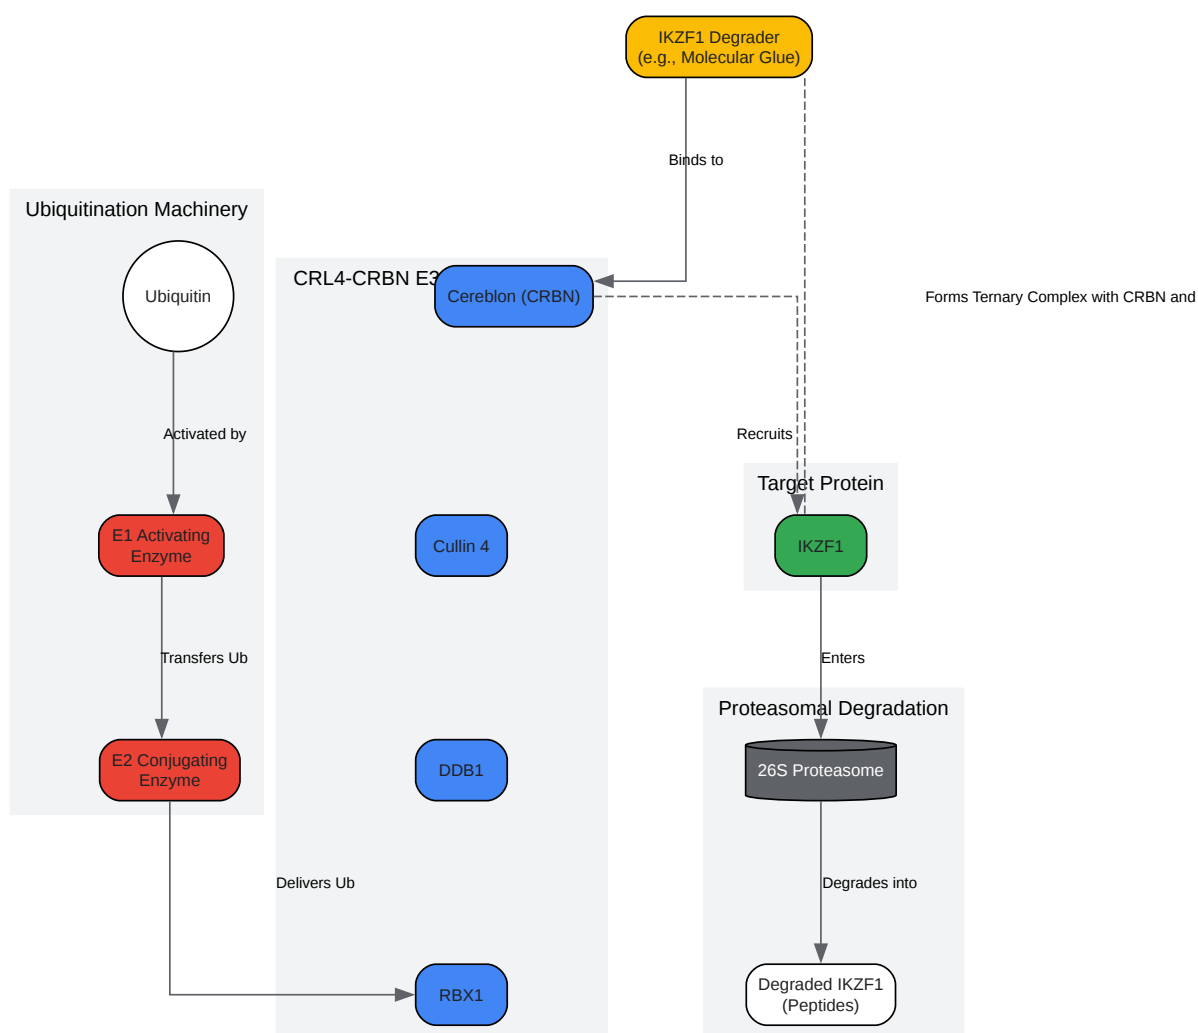 IKZF1 Degrader
(e.g., Molecular Glue)
Binds to
Ubiquitination Machinery
Ubiquitin
CRL4-CRBN E3
Cereblon (CRBN)
Forms Ternary Complex with CRBN and
Activated by
Recruits
Target Protein
E1 Activating
Enzyme
Cullin 4
IKZF1
Transfers Ub
Enters
Proteasomal Degradation
E2 Conjugating
Enzyme
DDB1
26S Proteasome
Delivers Ub
Degrades into
RBX1
Degraded IKZF1
(Peptides)